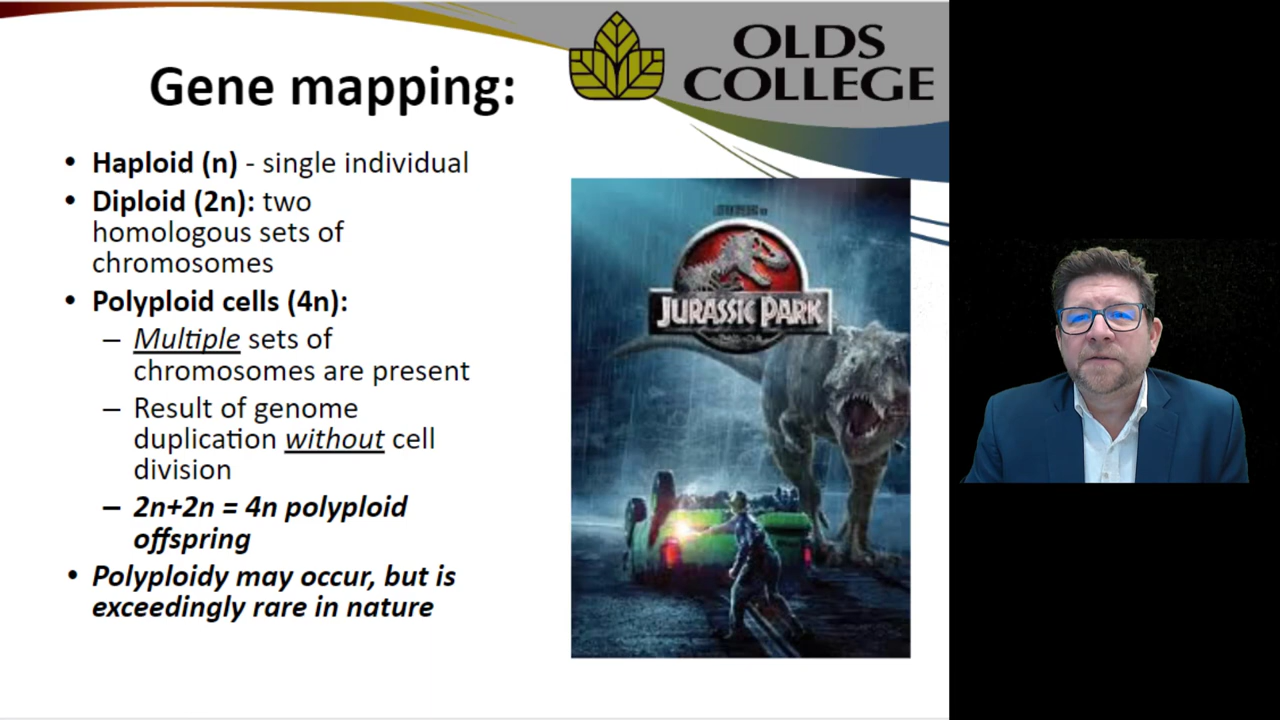 OLDS
COLLEGE
Gene mapping:
• Haploid (n) - single individual
• Diploid (2n): two
homologous sets of
chromosomes
• Polyploid cells (4n):
– Multiple sets of
chromosomes are present
– Result of genome
duplication without cell
division
– 2n+2n = 4n polyploid
offspring
• Polyploidy may occur, but is
exceedingly rare in nature
JURASSIC PARK